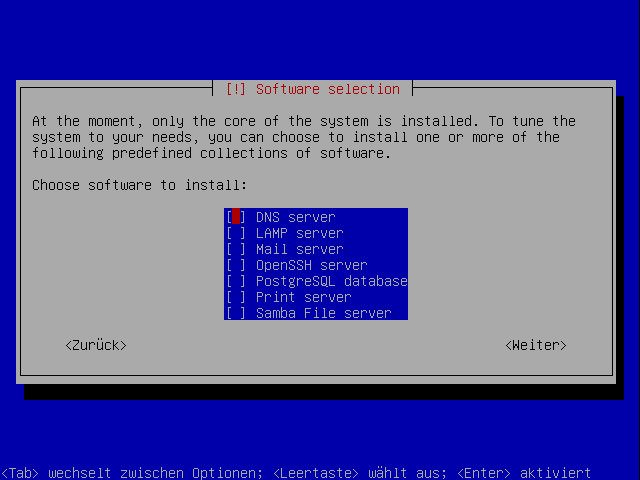 [!] Software selection
At the moment, only the core of the system is installed. To tune the
system to your needs, you can choose to install one or more of the
following predefined collections of software.
Choose software to install:
[ ] DNS server
[ ] LAMP server
[ ] Mail server
[ ] OpenSSH server
[ ] PostgreSQL database
[ ] Print server
[ ] Samba File server
<Zurück> <Weiter>
<Tab> wechselt zwischen Optionen; <Leertaste> wählt aus; <Enter> aktiviert